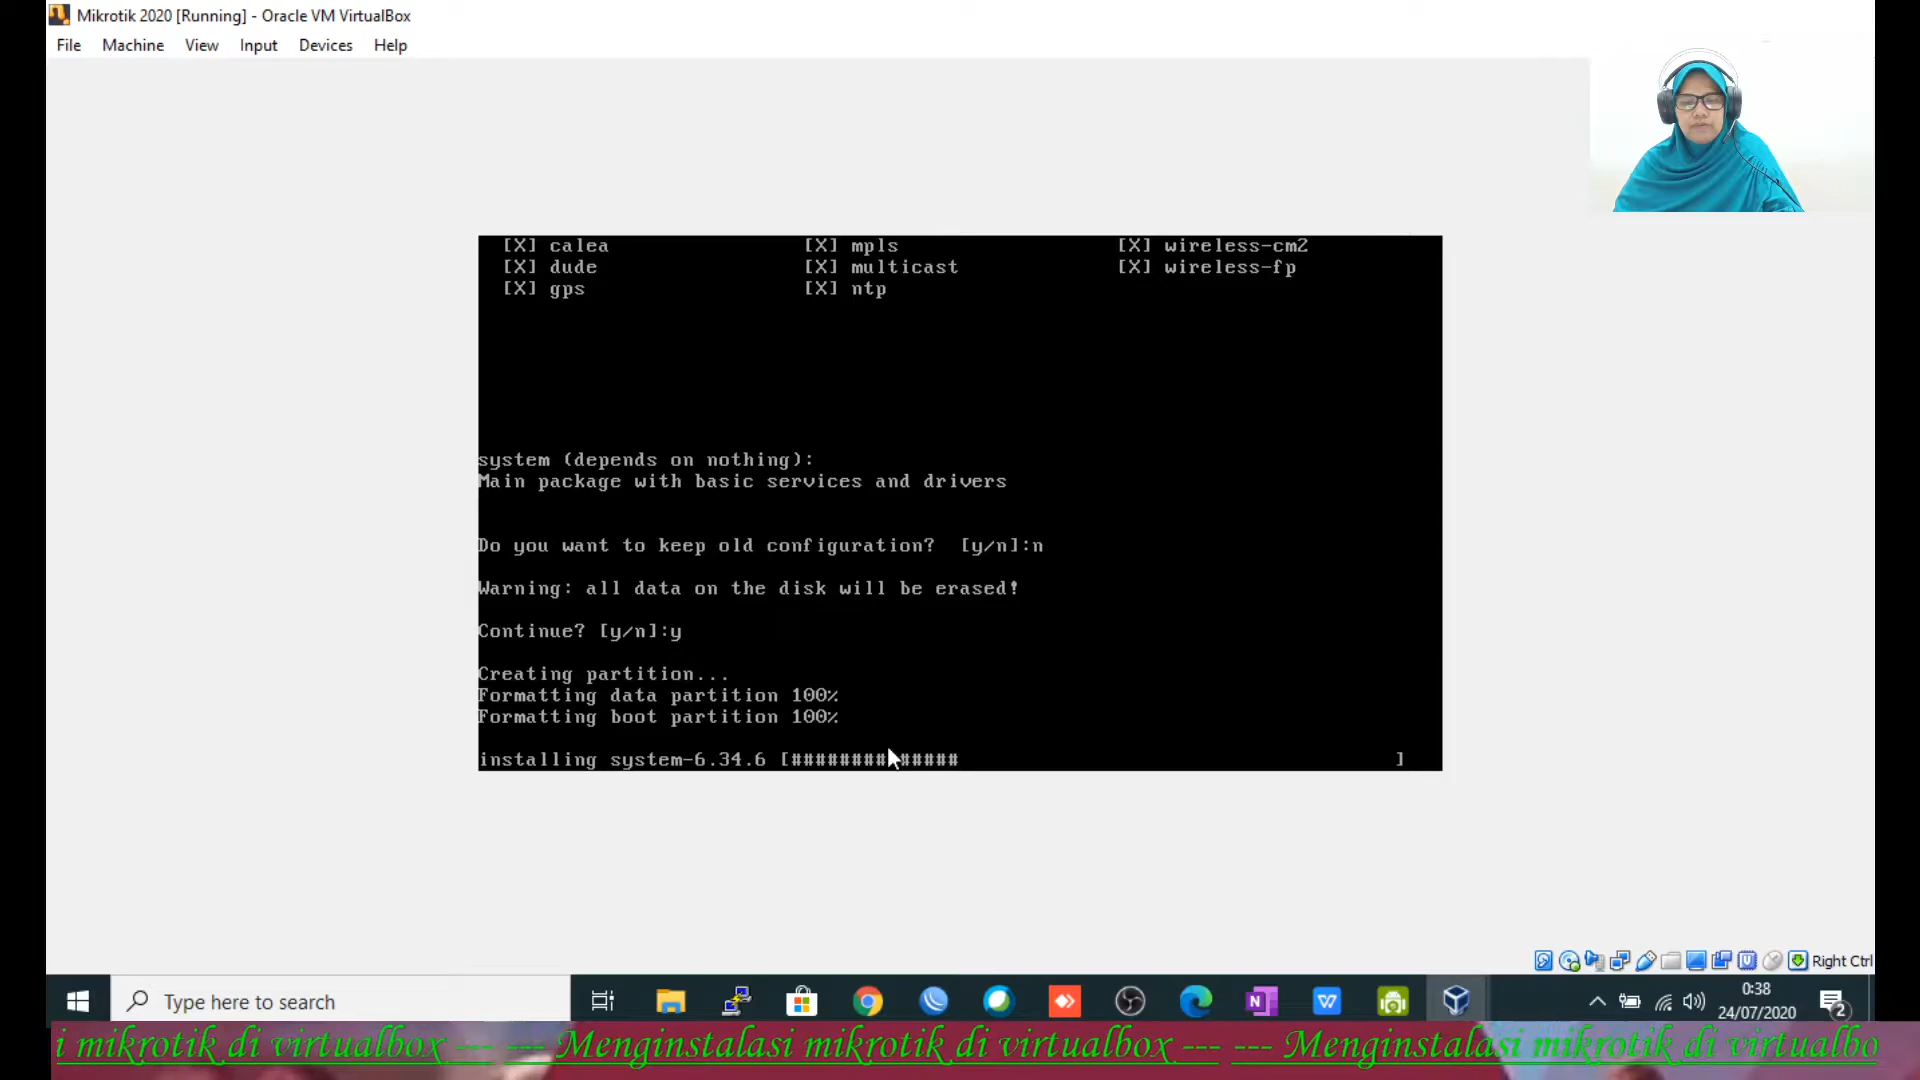 Mikrotik 2020 [Running] - Oracle VM VirtualBox
File Machine View Input Devices Help
[X] calea [X] mpls [X] wireless-cm2
[X] dude [X] multicast [X] wireless-fp
[X] gps [X] ntp
system (depends on nothing):
Main package with basic services and drivers
Do you want to keep old configuration? [y/n]:n
Warning: all data on the disk will be erased!
Continue? [y/n]:y
Creating partition...
Formatting data partition 100%
Formatting boot partition 100%
installing system-6.34.6 [############## ]
Right Ctrl
Type here to search
0:38
24/07/2020
2
i mikrotik di virtualbox --- --- Menginstalasi mikrotik di virtualbox --- --- Menginstalasi mikrotik di virtualbo